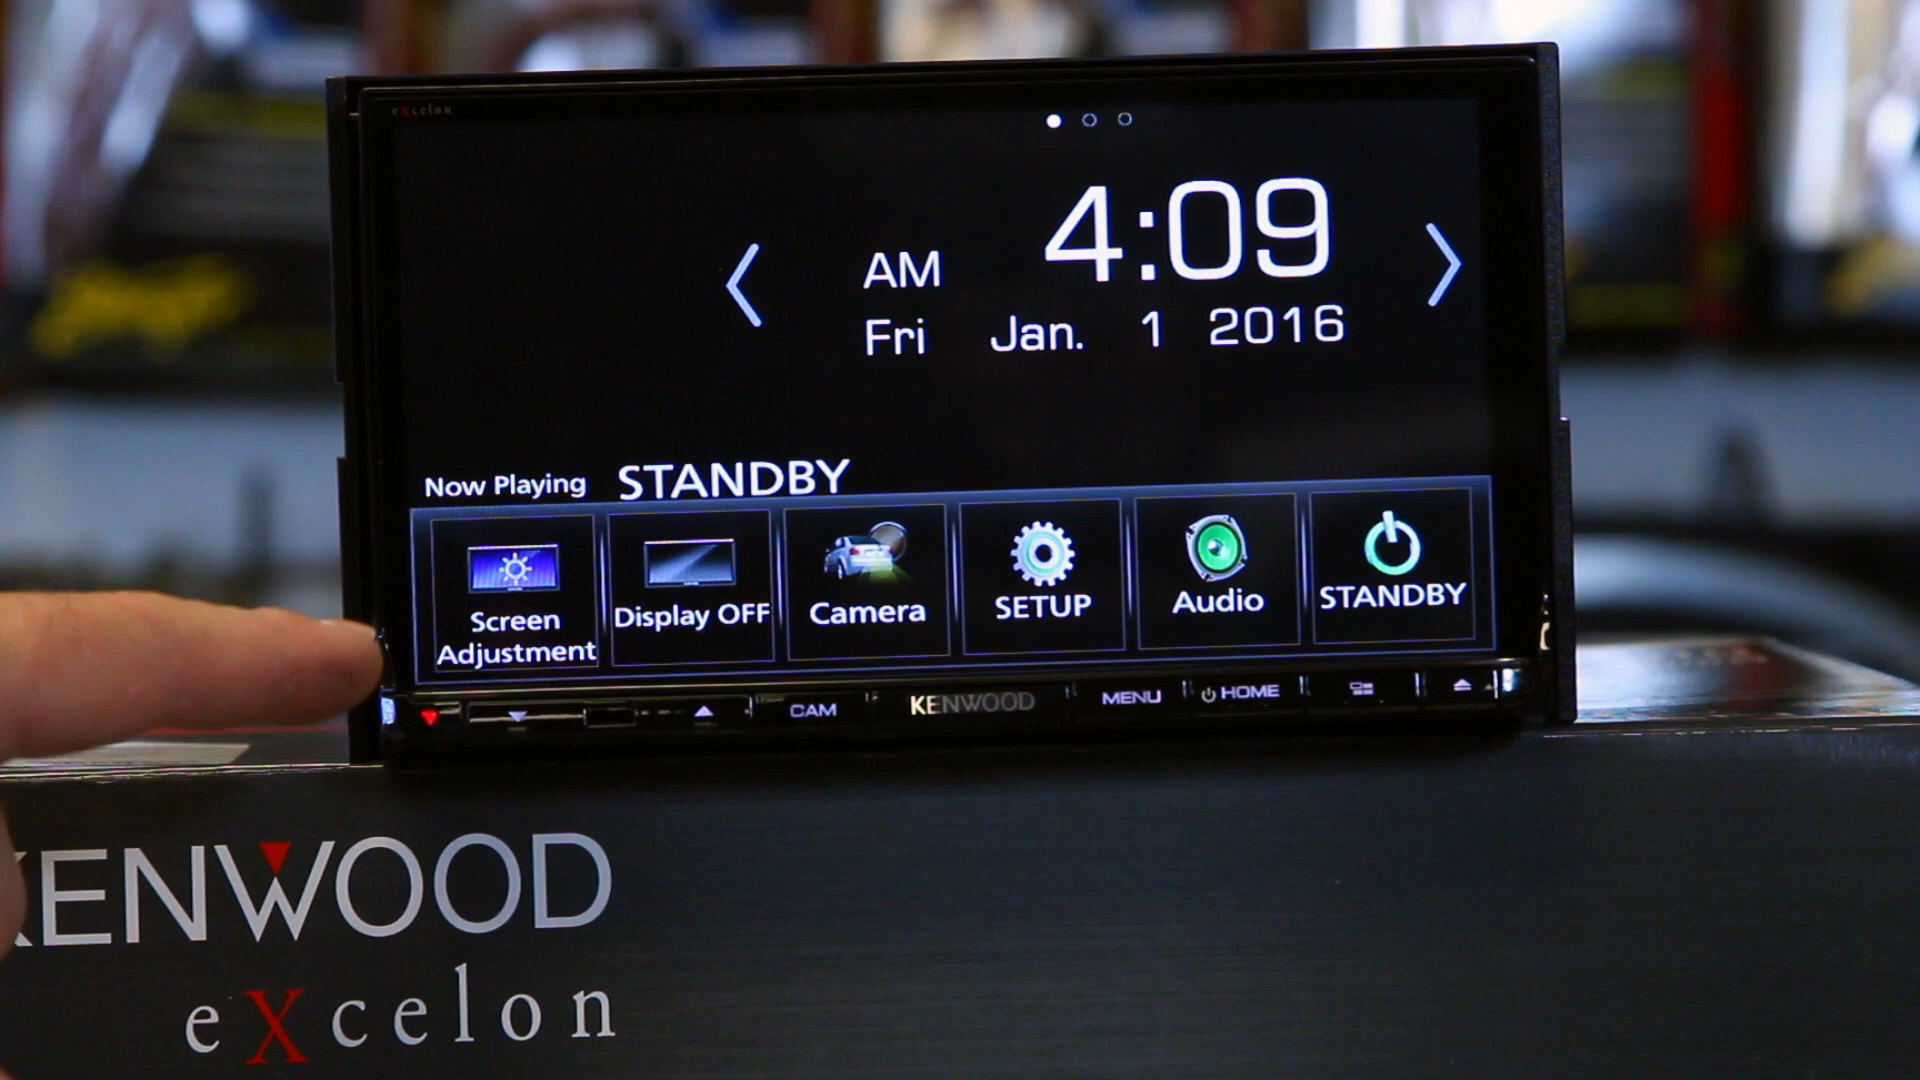 eXcelon
4:09
AM
Fri Jan. 1 2016
Now Playing STANDBY
Screen
Adjustment
Display OFF
Camera
SETUP
Audio
STANDBY
CAM
KENWOOD
MENU
HOME
KENWOOD
eXcelon